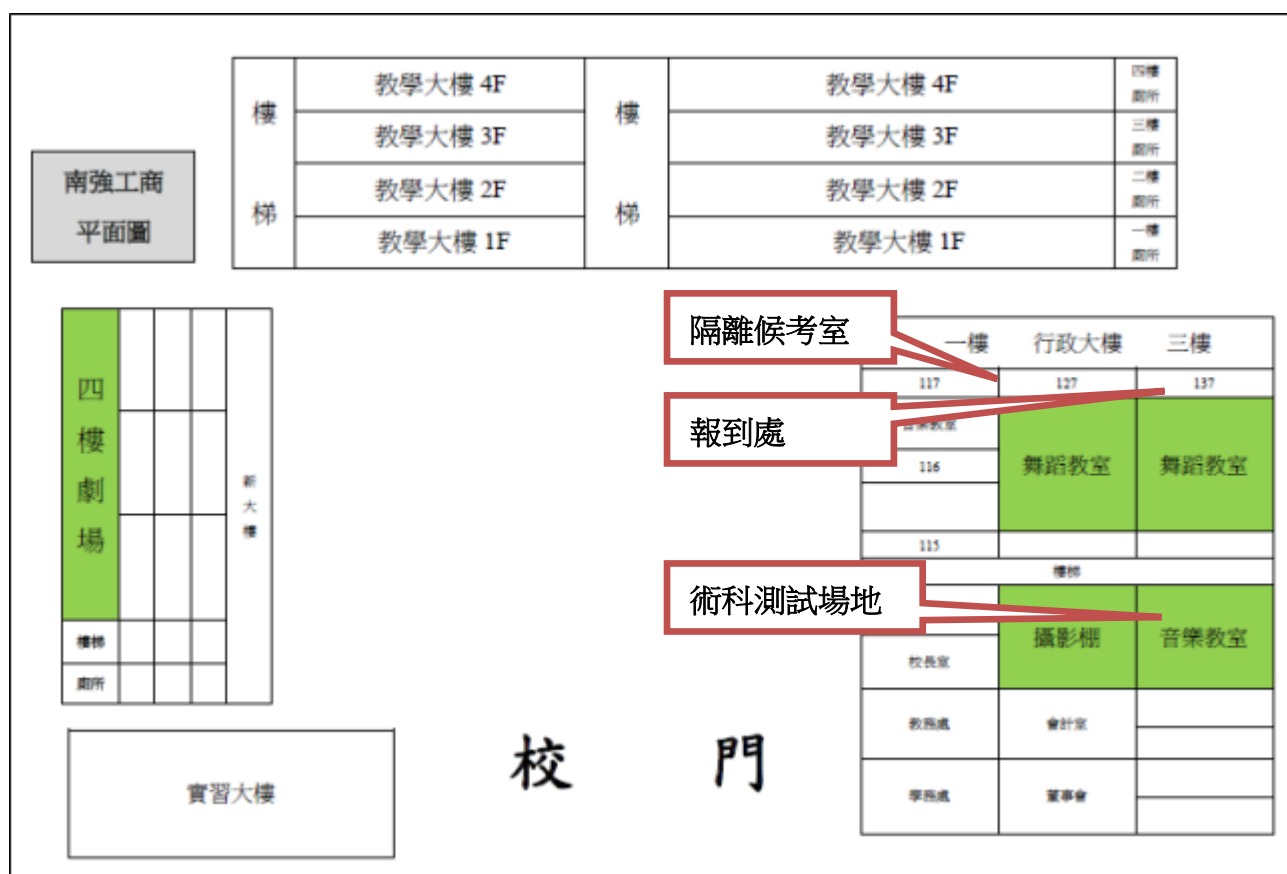 南強工商
平面圖
樓梯
教學大樓 4F
教學大樓 3F
教學大樓 2F
教學大樓 1F
樓梯
教學大樓 4F
教學大樓 3F
教學大樓 2F
教學大樓 1F
四樓
廁所
三樓
廁所
二樓
廁所
一樓
廁所
四樓劇場
新大樓
樓梯
廁所
實習大樓
校門
隔離候考室
報到處
術科測試場地
一樓 行政大樓 三樓
117 127 137
音樂教室
116
舞蹈教室
舞蹈教室
115
樓梯
攝影棚
音樂教室
校長室
教務處
會計室
學務處
董事會